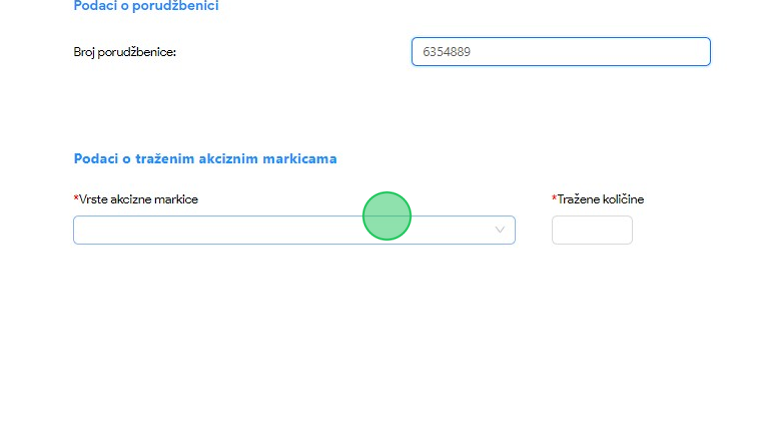 Podaci o porudžbenici
Broj porudžbenice:
6354889
Podaci o traženim akciznim markicama
*Vrste akcizne markice
*Tražene količine